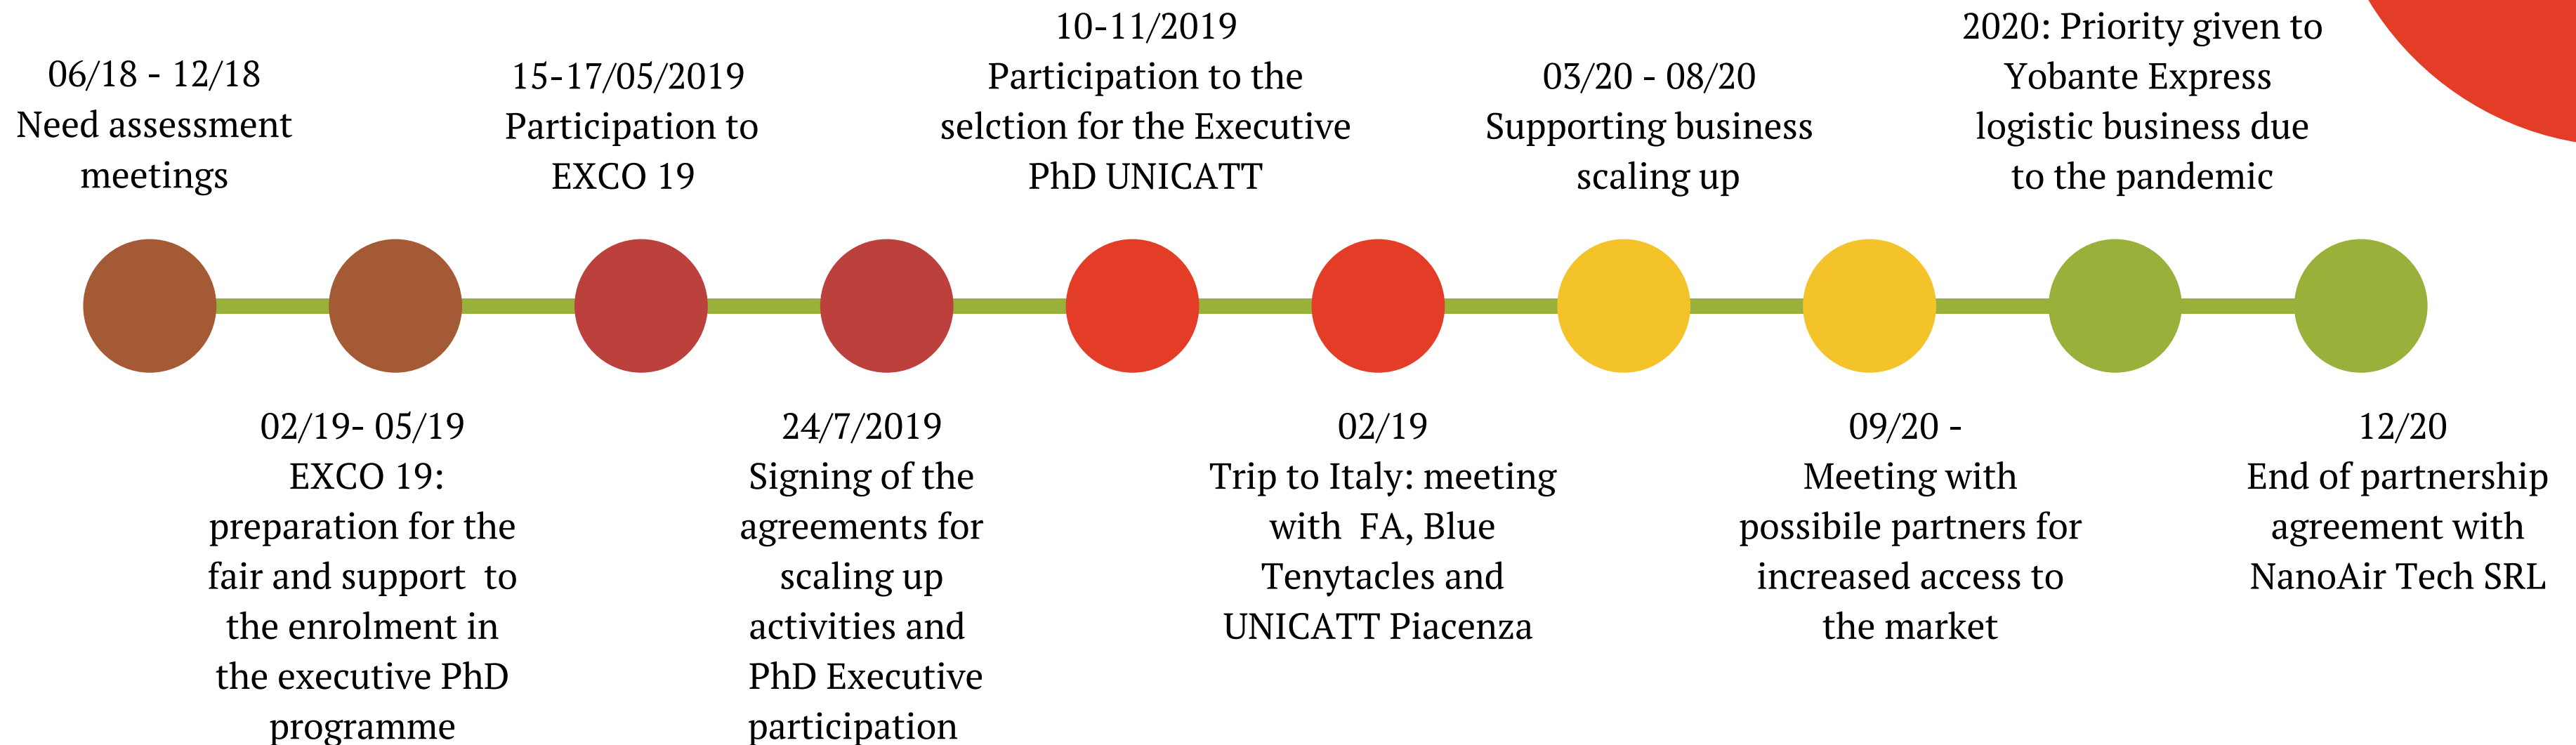 06/18 - 12/18
Need assessment
meetings
02/19- 05/19
EXCO 19:
preparation for the
fair and support  to
the enrolment in
the executive PhD
programme
15-17/05/2019
Participation to
EXCO 19
24/7/2019
Signing of the
agreements for
scaling up
activities and
PhD Executive
participation
10-11/2019
Participation to the
selction for the Executive
PhD UNICATT
02/19
Trip to Italy: meeting
with  FA, Blue
Tenytacles and
UNICATT Piacenza
03/20 - 08/20
Supporting business
scaling up
09/20 -
Meeting with
possibile partners for
increased access to
the market
2020: Priority given to
Yobante Express
logistic business due
to the pandemic
12/20
End of partnership
agreement with
NanoAir Tech SRL